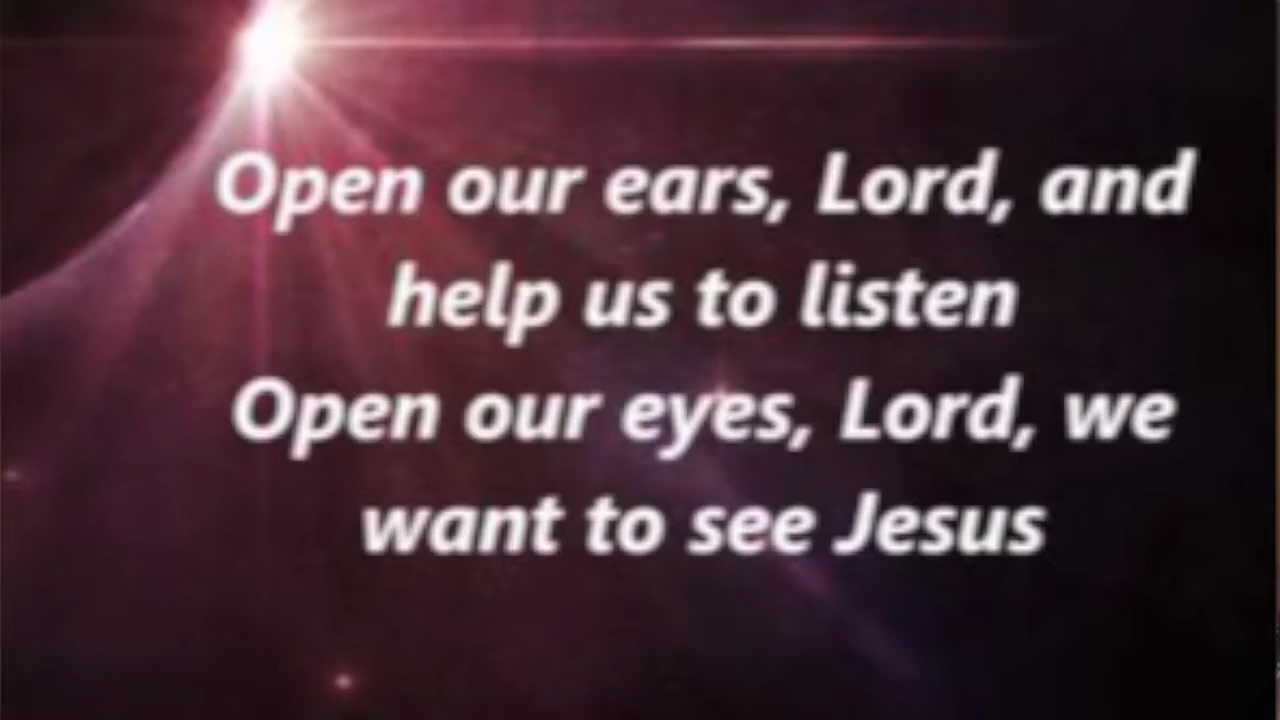 Open our ears, Lord, and
help us to listen
Open our eyes, Lord, we
want to see Jesus